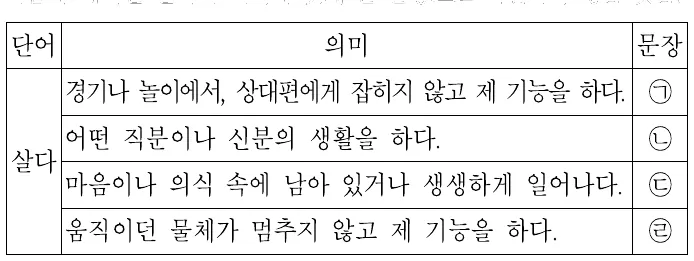 단어 의미 문장
경기나 놀이에서, 상대편에게 잡히지 않고 제 기능을 하다. ㉠
어떤 직분이나 신분의 생활을 하다. ㉡
살다
마음이나 의식 속에 남아 있거나 생생하게 일어나다. ㉢
움직이던 물체가 멈추지 않고 제 기능을 하다. ㉣